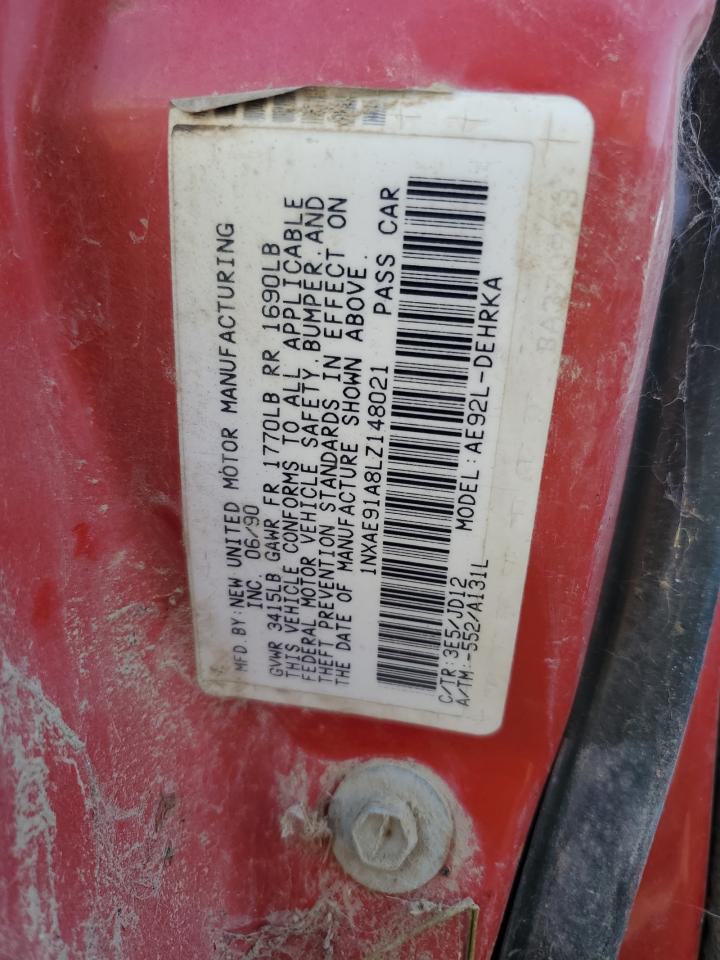 MFD.BY:NEW UNITED MOTOR MANUFACTURING
INC. 06/90
GVWR 3415LB GAWR FR 1770LB RR 1690LB
THIS VEHICLE CONFORMS TO ALL APPLICABLE
FEDERAL MOTOR VEHICLE SAFETY,BUMPER,AND
THEFT PREVENTION STANDARDS IN EFFECT ON
THE DATE OF MANUFACTURE SHOWN ABOVE.
1NXAE91A8LZ148021 PASS CAR
C/TR:3E5/JD12 MODEL:AE92L-DEHRKA
A/TM:-552/A131L